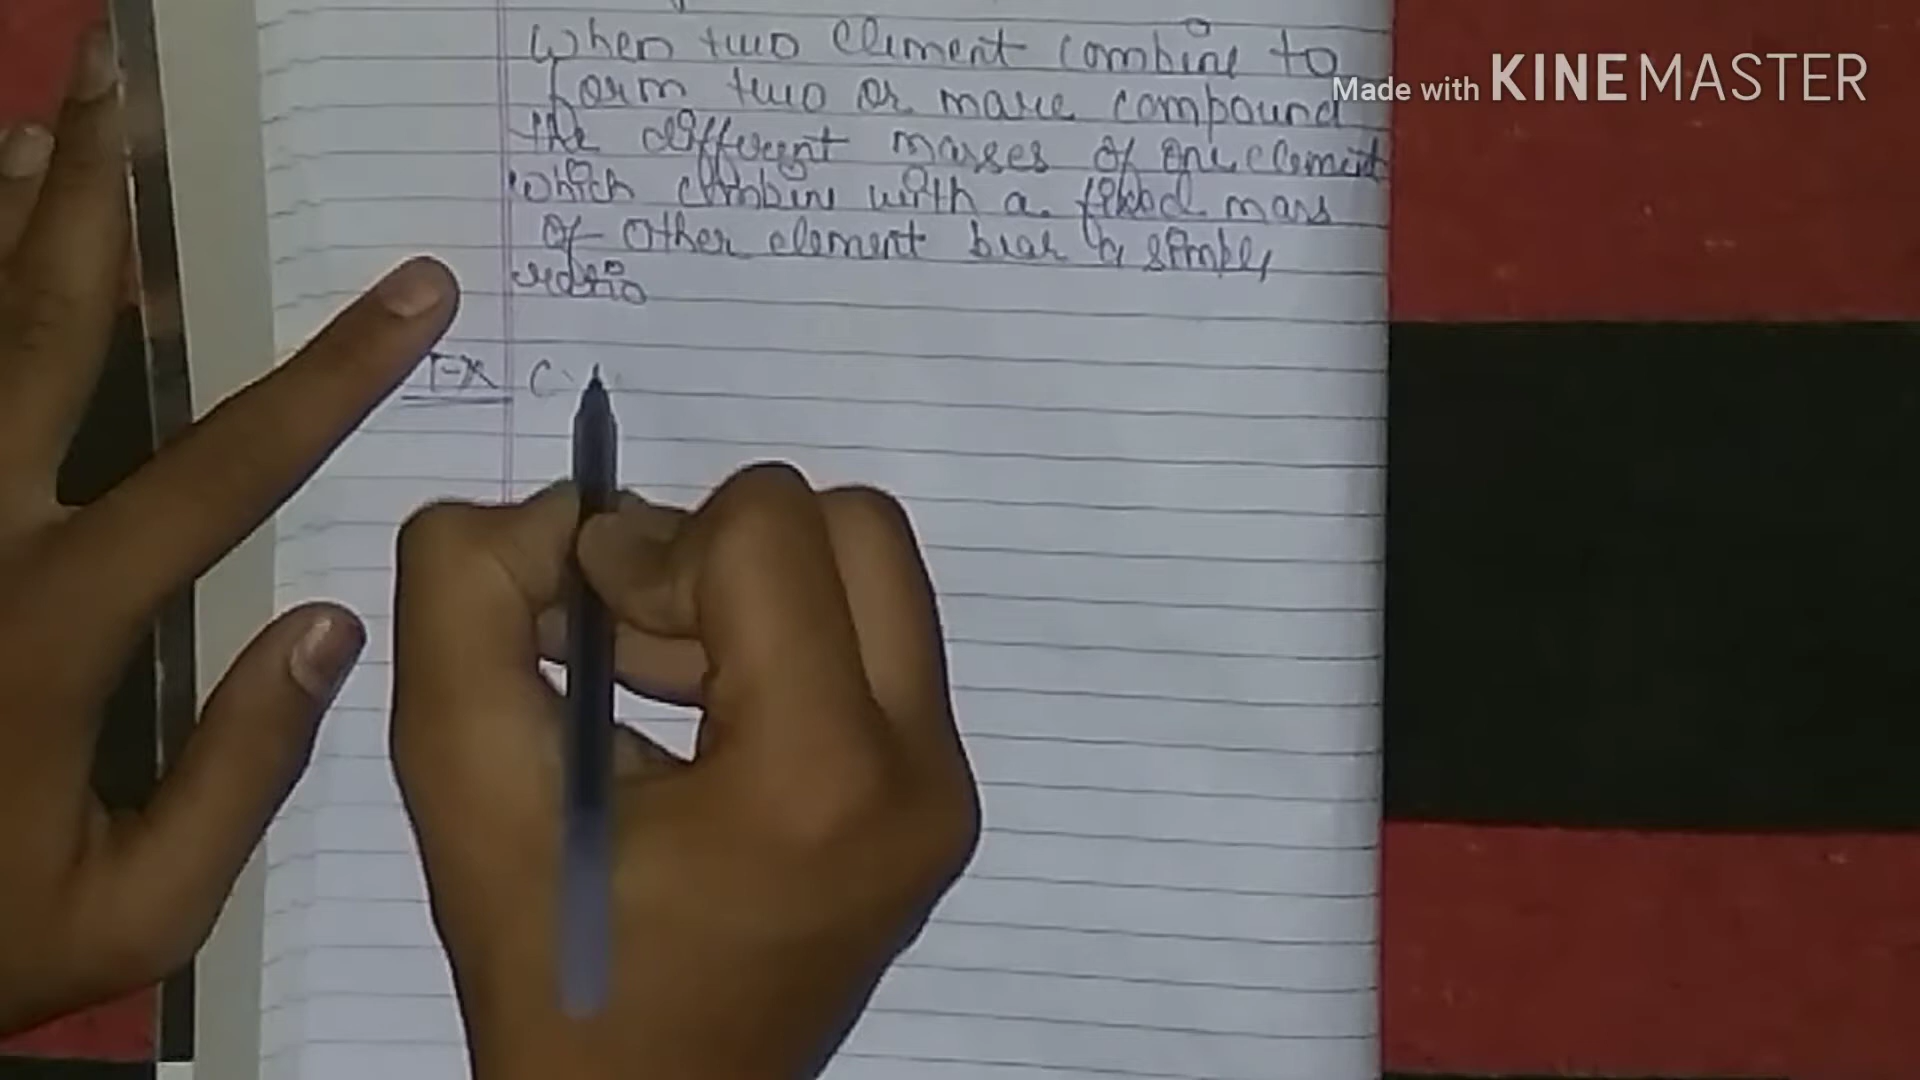 When two element combine to
form two or more compound
the different masses of one element
which combine with a fixed mass
of other element bear a simple
ratio
Ex C
Made with KINEMASTER